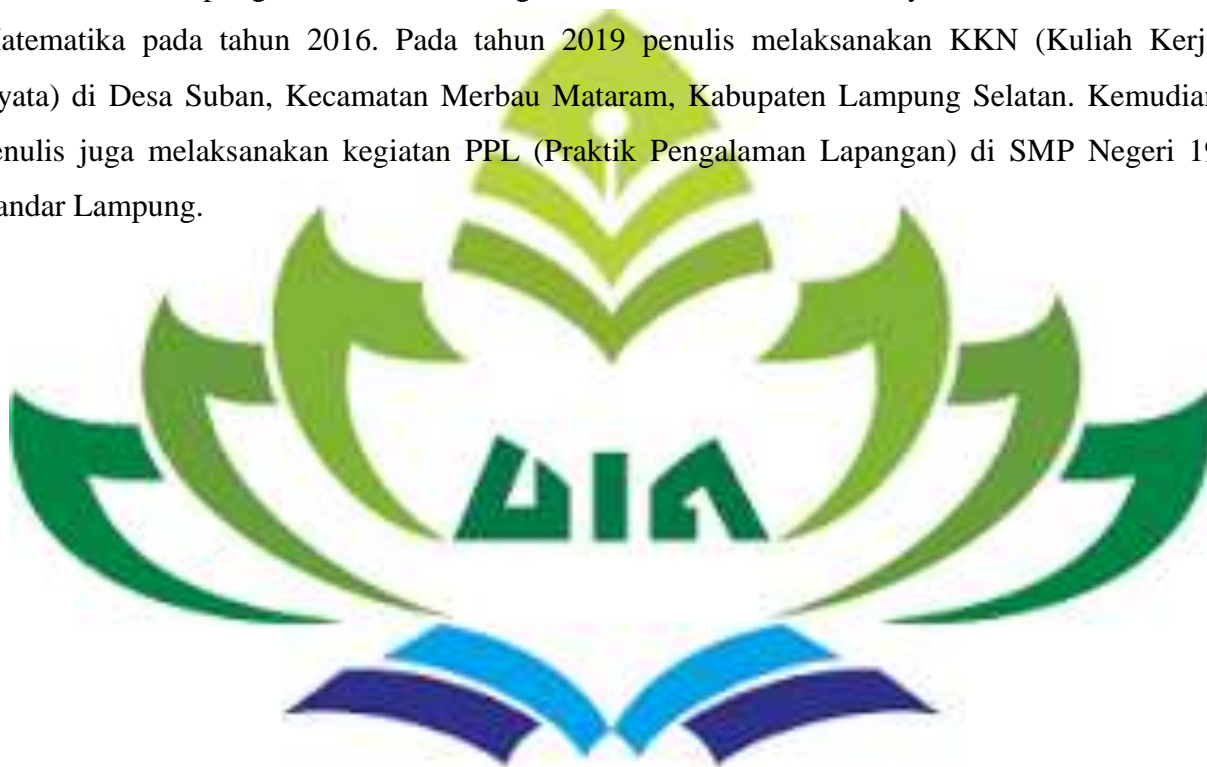 Matematika pada tahun 2016. Pada tahun 2019 penulis melaksanakan KKN (Kuliah Kerj
yata) di Desa Suban, Kecamatan Merbau Mataram, Kabupaten Lampung Selatan. Kemudian
enulis juga melaksanakan kegiatan PPL (Praktik Pengalaman Lapangan) di SMP Negeri 19
andar Lampung.
UIN